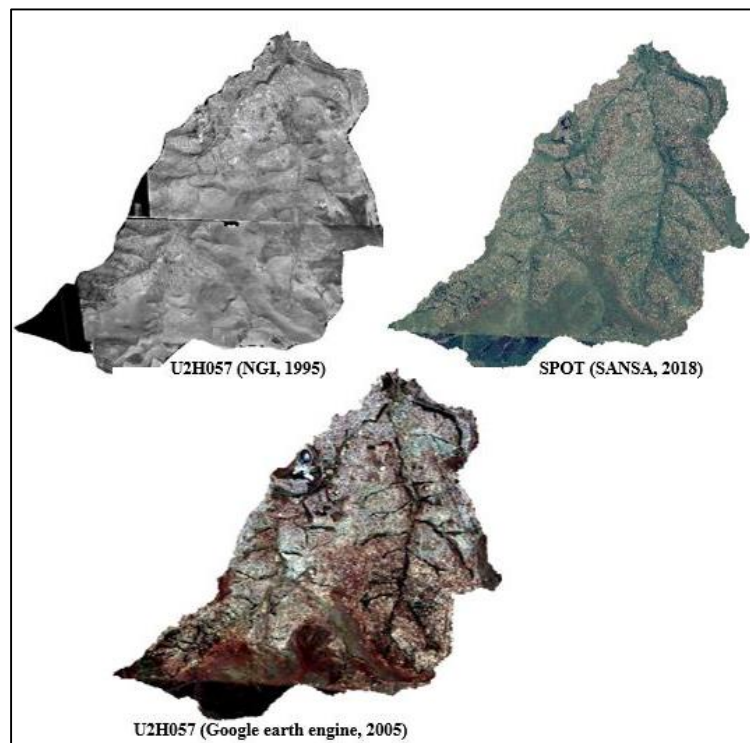 U2H057 (NGI, 1995)
SPOT (SANSA, 2018)
U2H057 (Google earth engine, 2005)